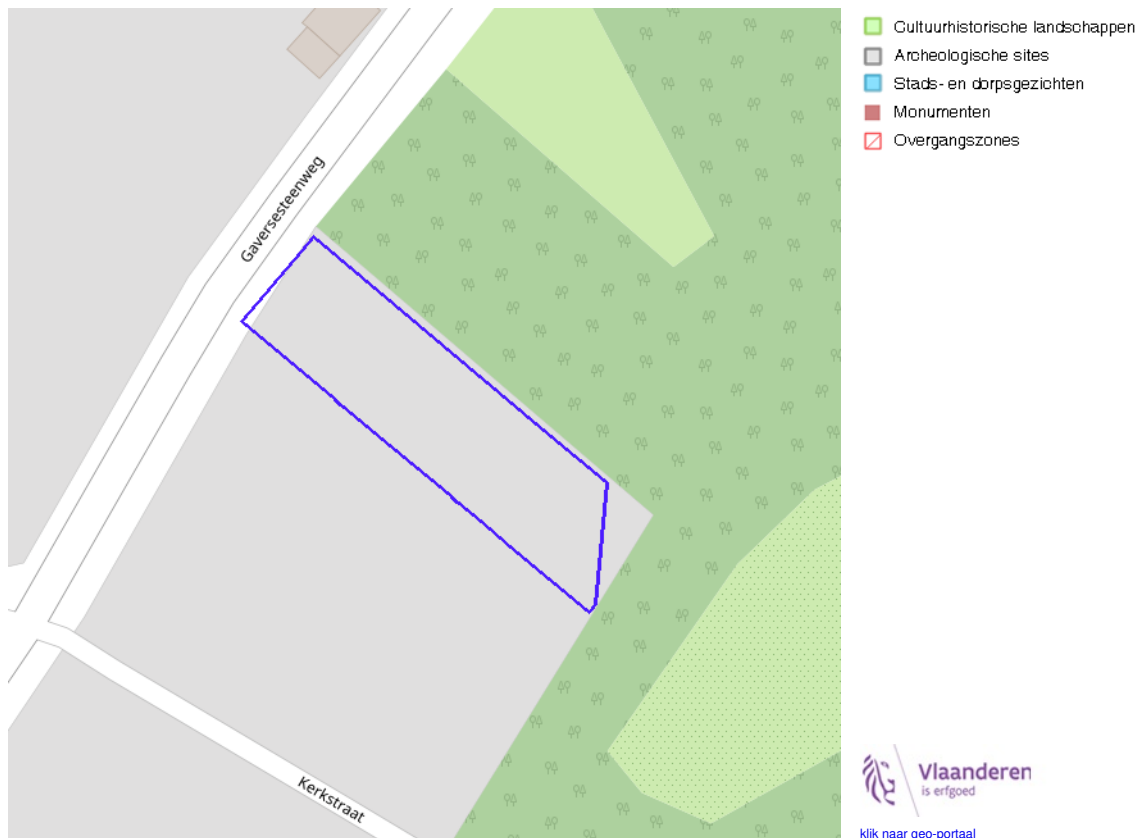 Gaversesteenweg
Kerkstraat
Cultuurhistorische landschappen
Archeologische sites
Stads- en dorpsgezichten
Monumenten
Overgangszones
Vlaanderen
is erfgoed
klik naar geo-portaal